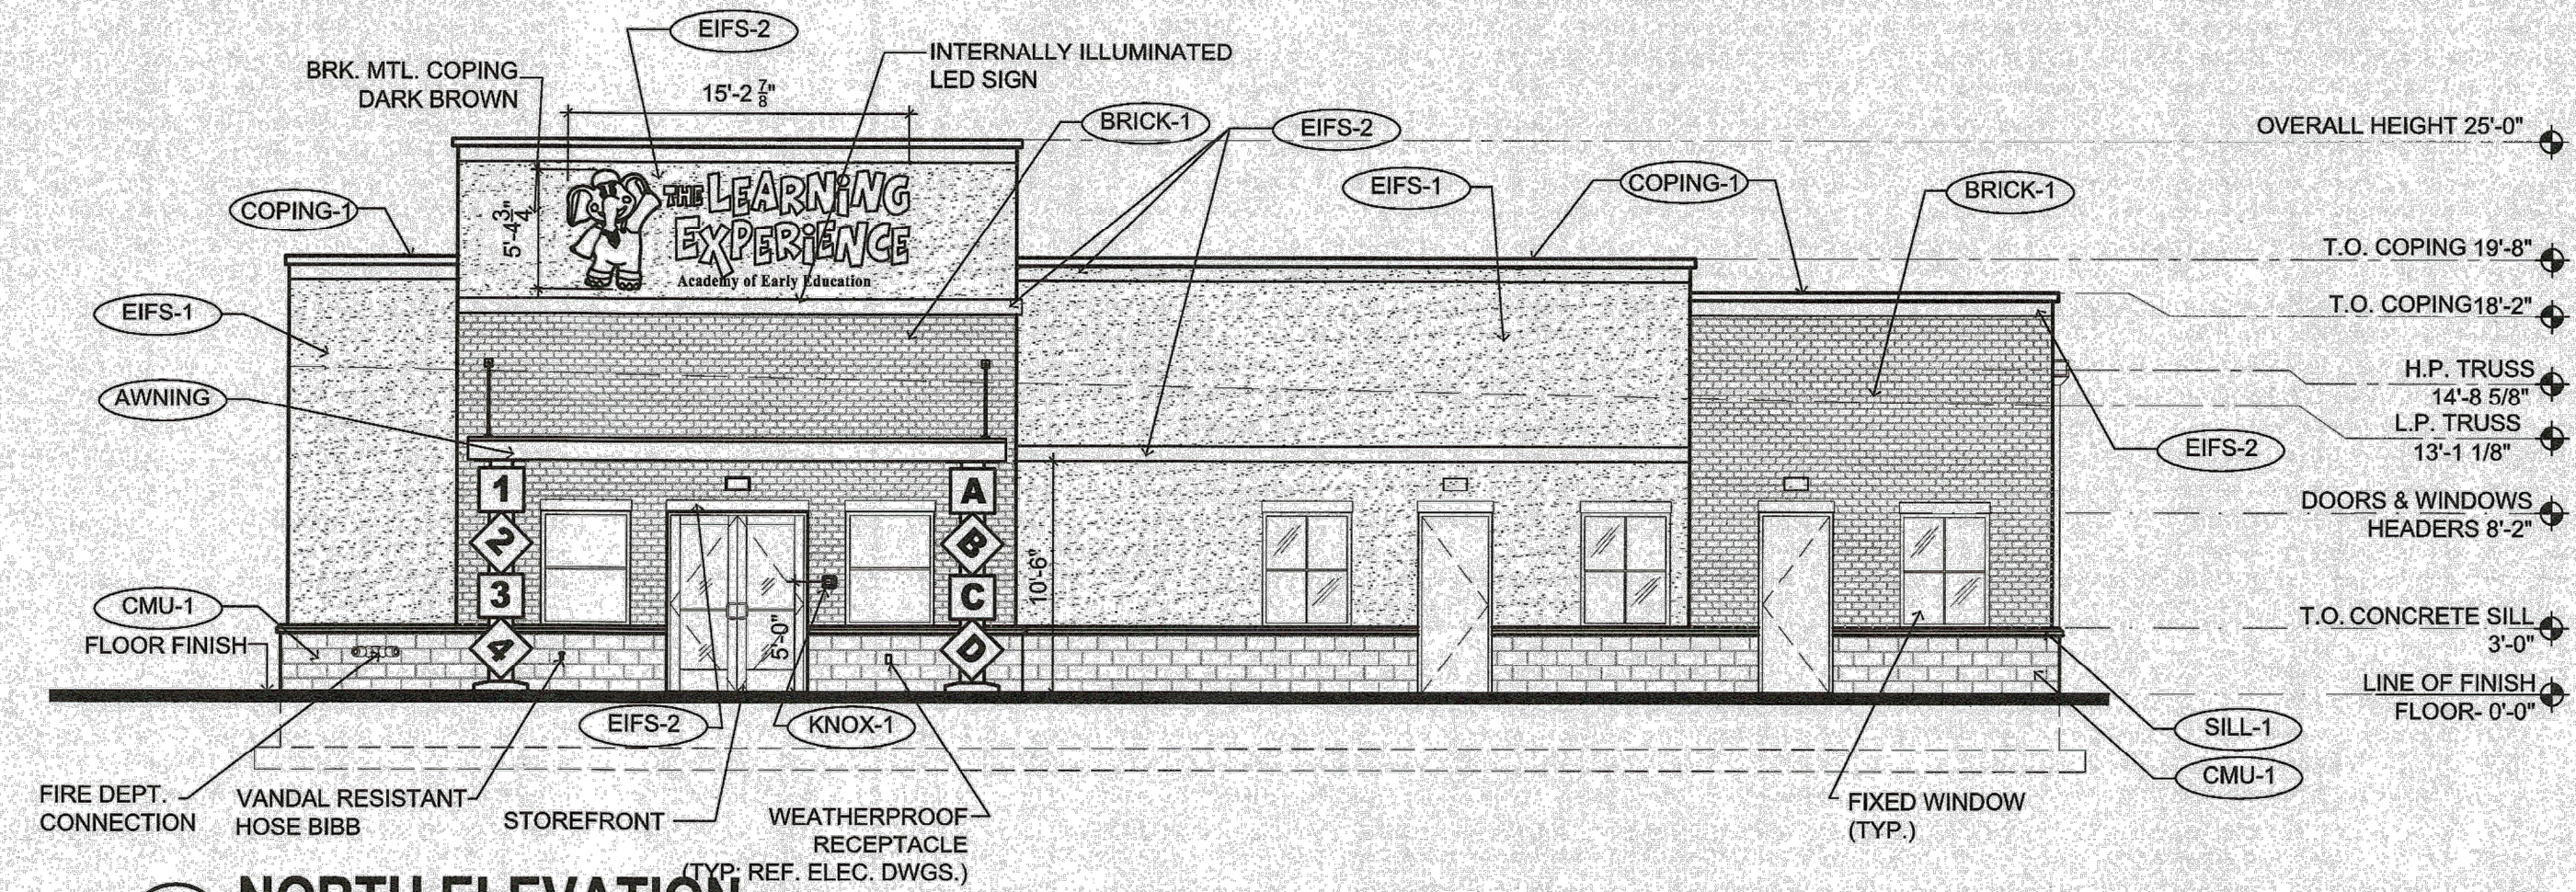 EIFS-2
INTERNALLY ILLUMINATED
LED SIGN
BRK. MTL. COPING
DARK BROWN
15'-2 7/8"
BRICK-1
EIFS-2
OVERALL HEIGHT 25'-0"
COPING-1
5'-4 3/4"
THE LEARNiNG
EXPERiENCE
Academy of Early Education
EIFS-1
COPING-1
BRICK-1
T.O. COPING 19'-8"
EIFS-1
T.O. COPING 18'-2"
AWNING
H.P. TRUSS
14'-8 5/8"
L.P. TRUSS
13'-1 1/8"
EIFS-2
1
2
3
4
A
B
C
D
10'-6"
5'-0"
DOORS & WINDOWS
HEADERS 8'-2"
CMU-1
FLOOR FINISH
T.O. CONCRETE SILL
3'-0"
LINE OF FINISH
FLOOR- 0'-0"
EIFS-2
KNOX-1
SILL-1
CMU-1
FIRE DEPT.
CONNECTION
VANDAL RESISTANT
HOSE BIBB
STOREFRONT
WEATHERPROOF
RECEPTACLE
(TYP: REF. ELEC. DWGS.)
FIXED WINDOW
(TYP.)
NORTH ELEVATION